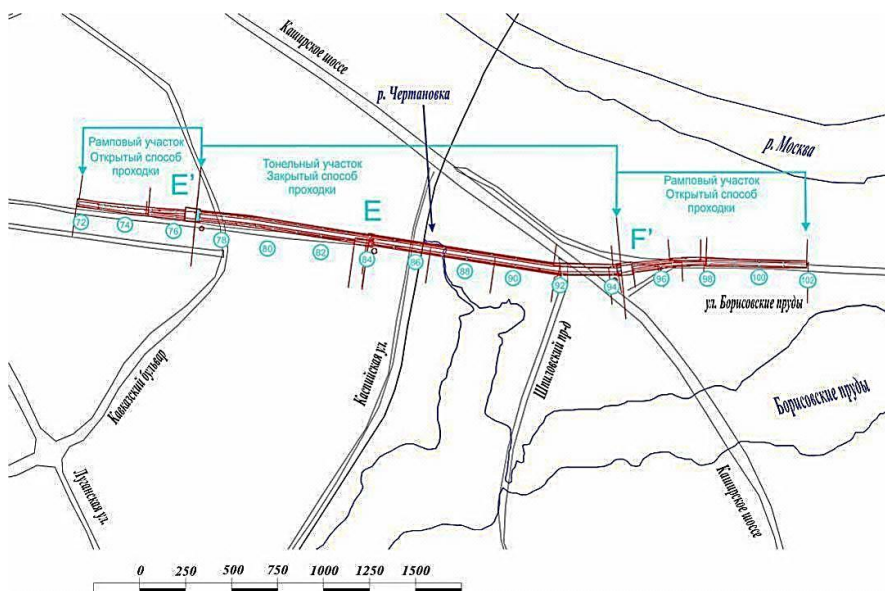 Каширское шоссе
р. Чертановка
р. Москва
Рамповый участок
Открытый способ
проходки
Тонельный участок
Закрытый способ
проходки
Рамповый участок
Открытый способ
проходки
E'
E
F'
72
74
76
78
80
82
84
86
88
90
92
94
96
98
100
102
ул. Борисовские пруды
Кавказский бульвар
Каспийская ул.
Шпиловский пр-д
Борисовские пруды
Луганская ул.
Каширское шоссе
0 250 500 750 1000 1250 1500